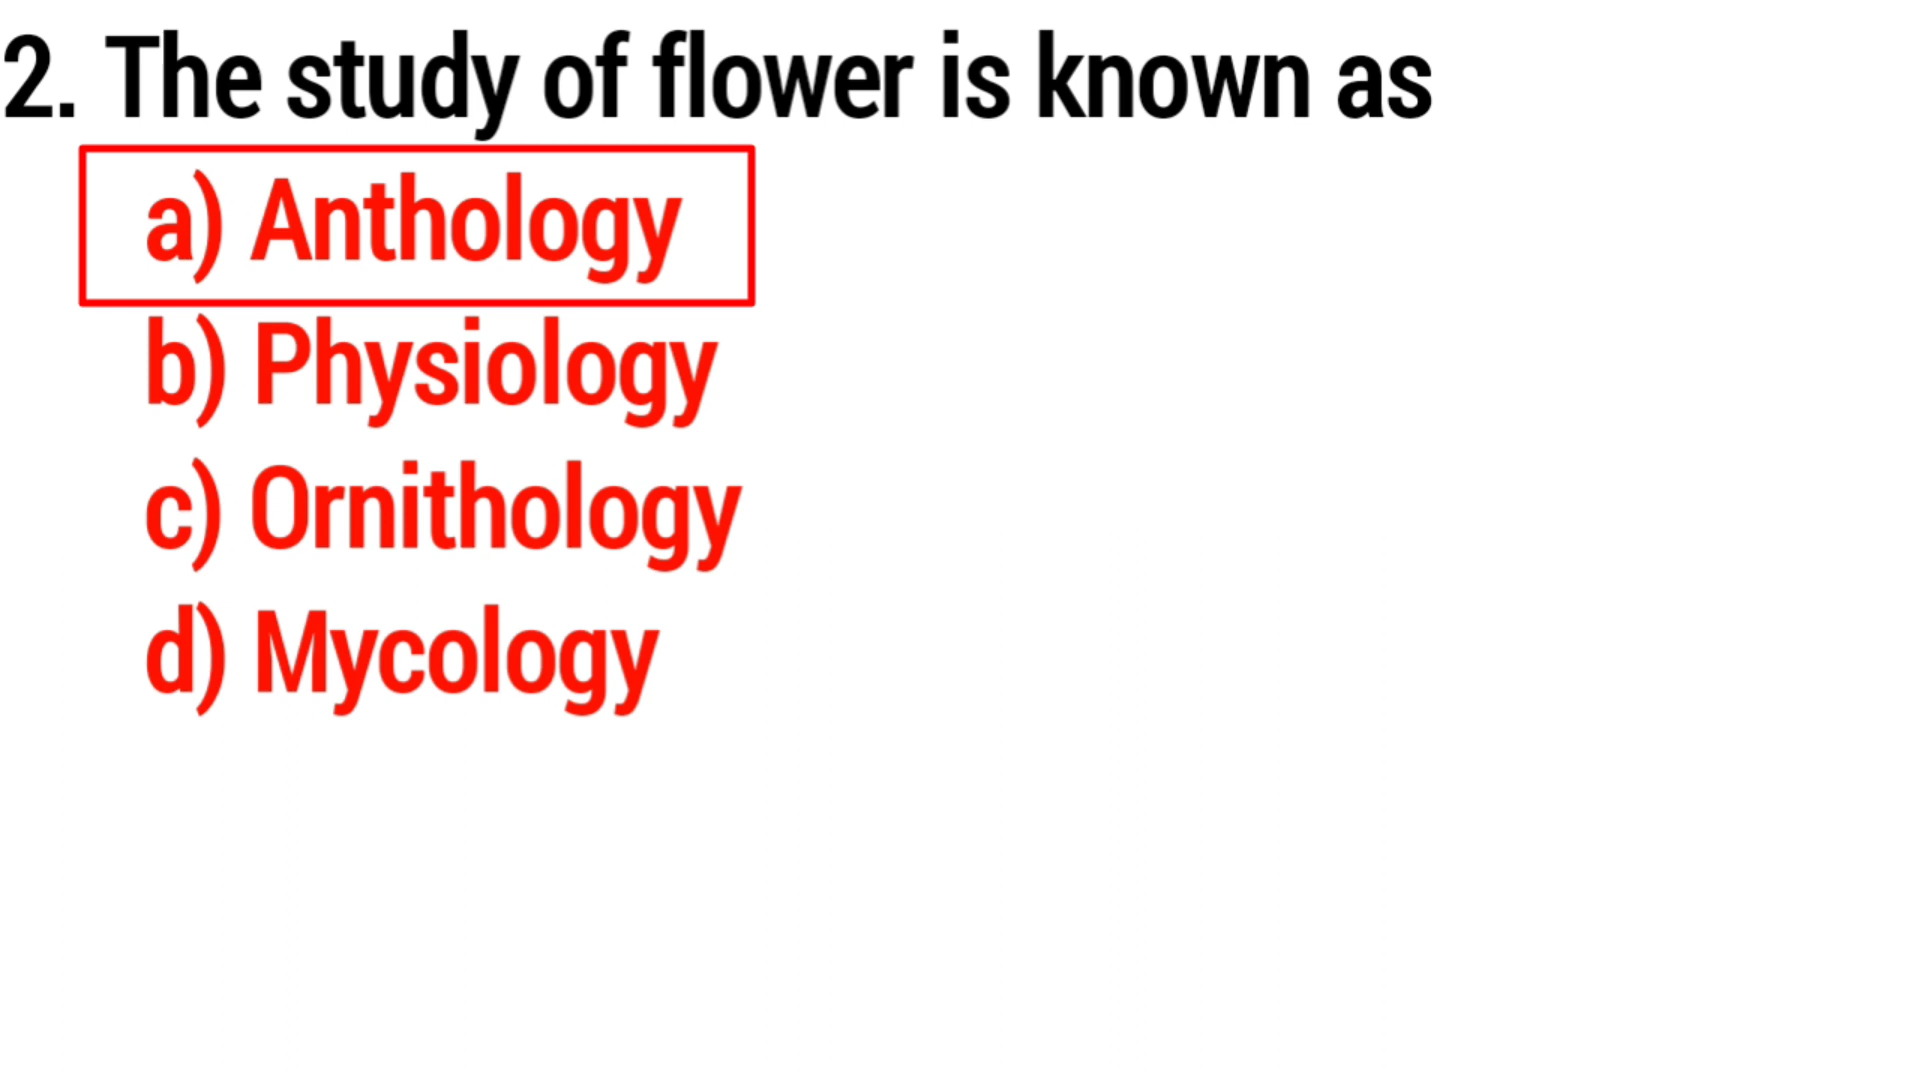 2. The study of flower is known as
a) Anthology
b) Physiology
c) Ornithology
d) Mycology